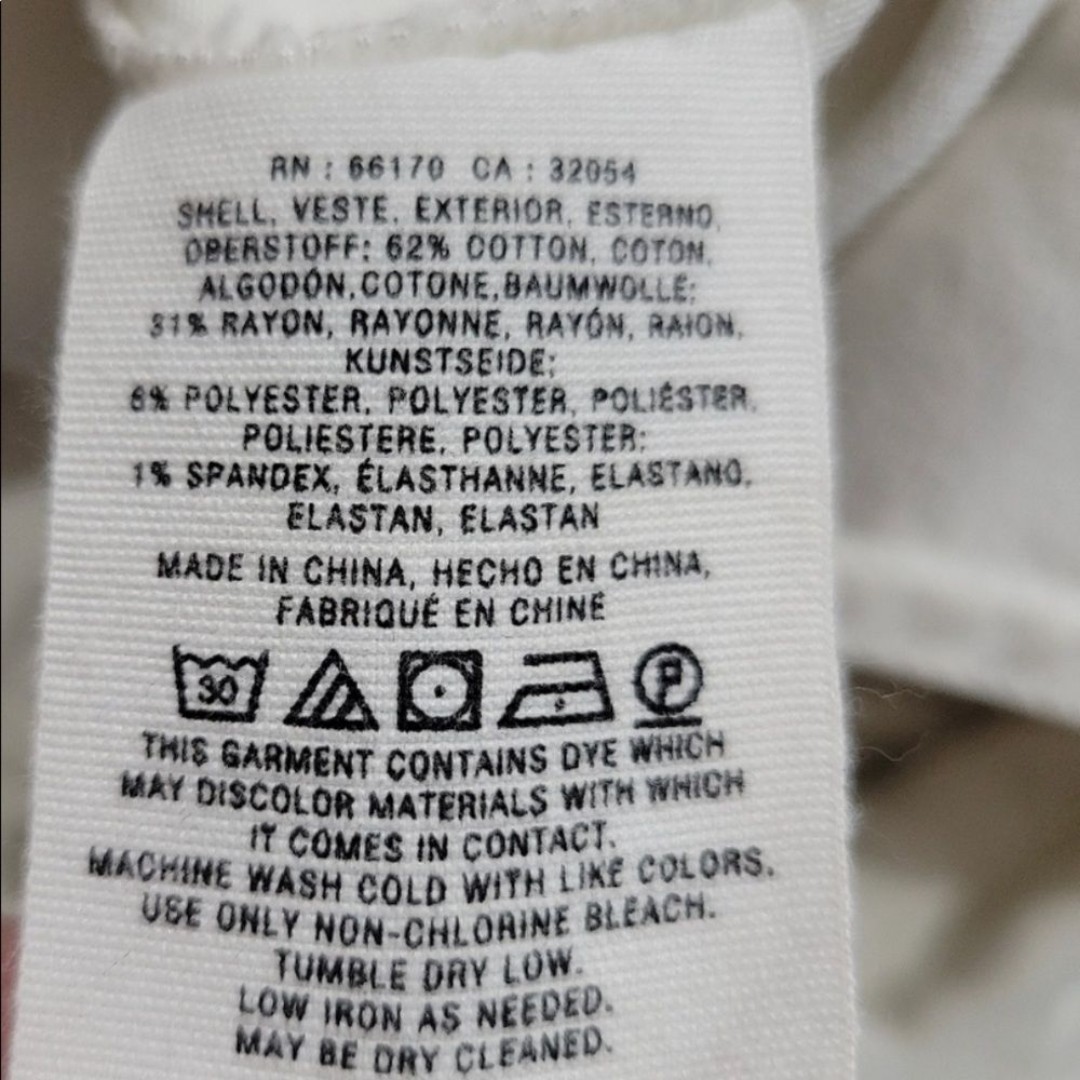 RN : 66170 CA : 32054
SHELL, VESTE, EXTERIOR, ESTERNO,
OBERSTOFF: 62% COTTON, COTON,
ALGODÓN,COTONE,BAUMWOLLE;
31% RAYON, RAYONNE, RAYÓN, RAION,
KUNSTSEIDE;
6% POLYESTER, POLYESTER, POLIÉSTER,
POLIESTERE, POLYESTER;
1% SPANDEX, ÉLASTHANNE, ELASTANO,
ELASTAN, ELASTAN
MADE IN CHINA, HECHO EN CHINA,
FABRIQUÉ EN CHINE
30 P
THIS GARMENT CONTAINS DYE WHICH
MAY DISCOLOR MATERIALS WITH WHICH
IT COMES IN CONTACT.
MACHINE WASH COLD WITH LIKE COLORS.
USE ONLY NON-CHLORINE BLEACH.
TUMBLE DRY LOW.
LOW IRON AS NEEDED.
MAY BE DRY CLEANED.